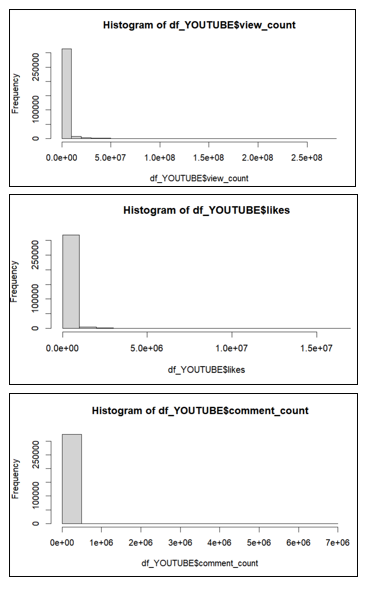 Histogram of df_YOUTUBE$view_count
Frequency
0 100000 250000
0.0e+00 5.0e+07 1.0e+08 1.5e+08 2.0e+08 2.5e+08
df_YOUTUBE$view_count
Histogram of df_YOUTUBE$likes
Frequency
0 100000 250000
0.0e+00 5.0e+06 1.0e+07 1.5e+07
df_YOUTUBE$likes
Histogram of df_YOUTUBE$comment_count
Frequency
0 100000 250000
0e+00 1e+06 2e+06 3e+06 4e+06 5e+06 6e+06 7e+06
df_YOUTUBE$comment_count